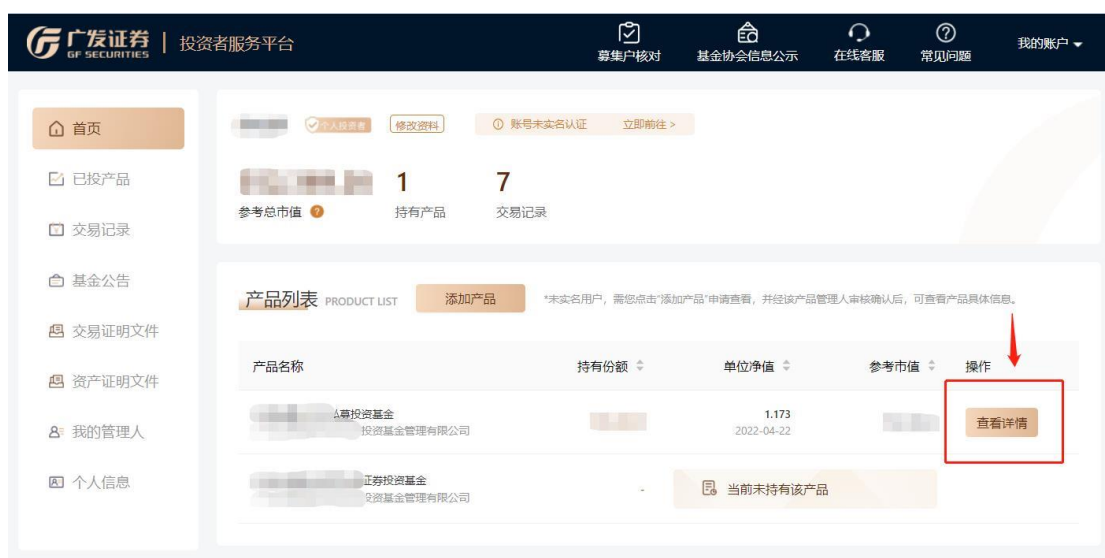 广发证券 投资者服务平台
GF SECURITIES
募集户核对 基金协会信息公示 在线客服 常见问题 我的账户
首页
已投产品
交易记录
基金公告
交易证明文件
资产证明文件
我的管理人
个人信息
个人投资者 修改资料 账号未实名认证 立即前往 >
1 7
参考总市值 持有产品 交易记录
产品列表 PRODUCT LIST 添加产品 *未实名用户,需您点击"添加产品"申请查看,并经该产品管理人审核确认后,可查看产品具体信息。
产品名称 持有份额 单位净值 参考市值 操作
募投资基金 1.173 查看详情
投资基金管理有限公司 2022-04-22
证券投资基金 - 当前未持有该产品
投资基金管理有限公司